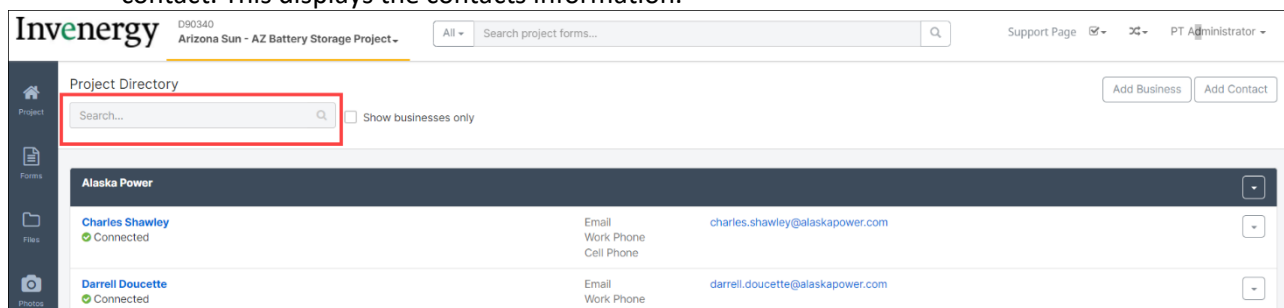 contact. This displays the contacts information.
Invenergy
D90340
Arizona Sun - AZ Battery Storage Project
All
Search project forms...
Support Page
PT Administrator
Project
Project Directory
Add Business
Add Contact
Search...
Show businesses only
Forms
Alaska Power
Files
Charles Shawley
Connected
Email
charles.shawley@alaskapower.com
Work Phone
Cell Phone
Photos
Darrell Doucette
Connected
Email
darrell.doucette@alaskapower.com
Work Phone